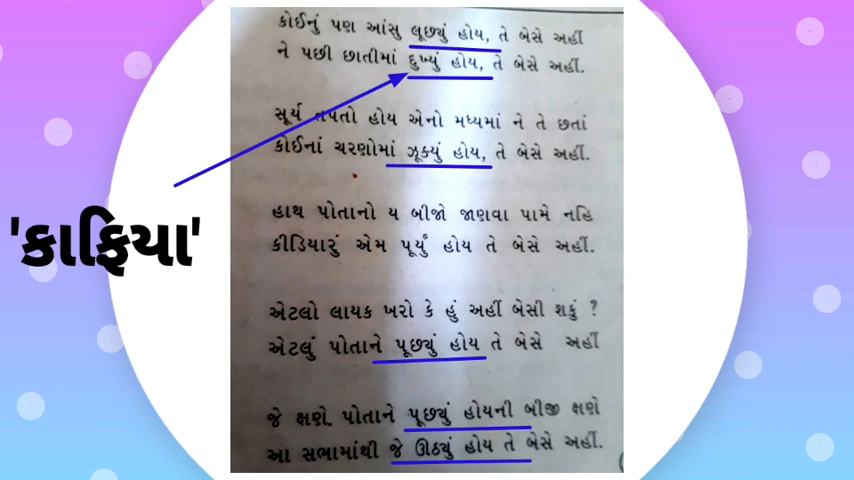 કોઈનું પણ આંસુ લૂછ્યું હોય, તે બેસે અહીં
ને પછી છાતીમાં દુખ્યું હોય, તે બેસે અહીં.
સૂર્ય તપતો હોય એનો મધ્યમાં ને તે છતાં
કોઈનાં ચરણોમાં ઝૂક્યું હોય, તે બેસે અહીં.
'કાફિયા'
હાથ પોતાનો ય બીજો જાણવા પામે નહિ
કીડિયારું એમ પૂર્યું હોય તે બેસે અહીં.
એટલો લાયક ખરો કે હું અહીં બેસી શકું ?
એટલું પોતાને પૂછ્યું હોય તે બેસે અહીં
જે ક્ષણે. પોતાને પૂછ્યું હોયની બીજી ક્ષણે
આ સભામાંથી જે ઊઠ્યું હોય તે બેસે અહીં.